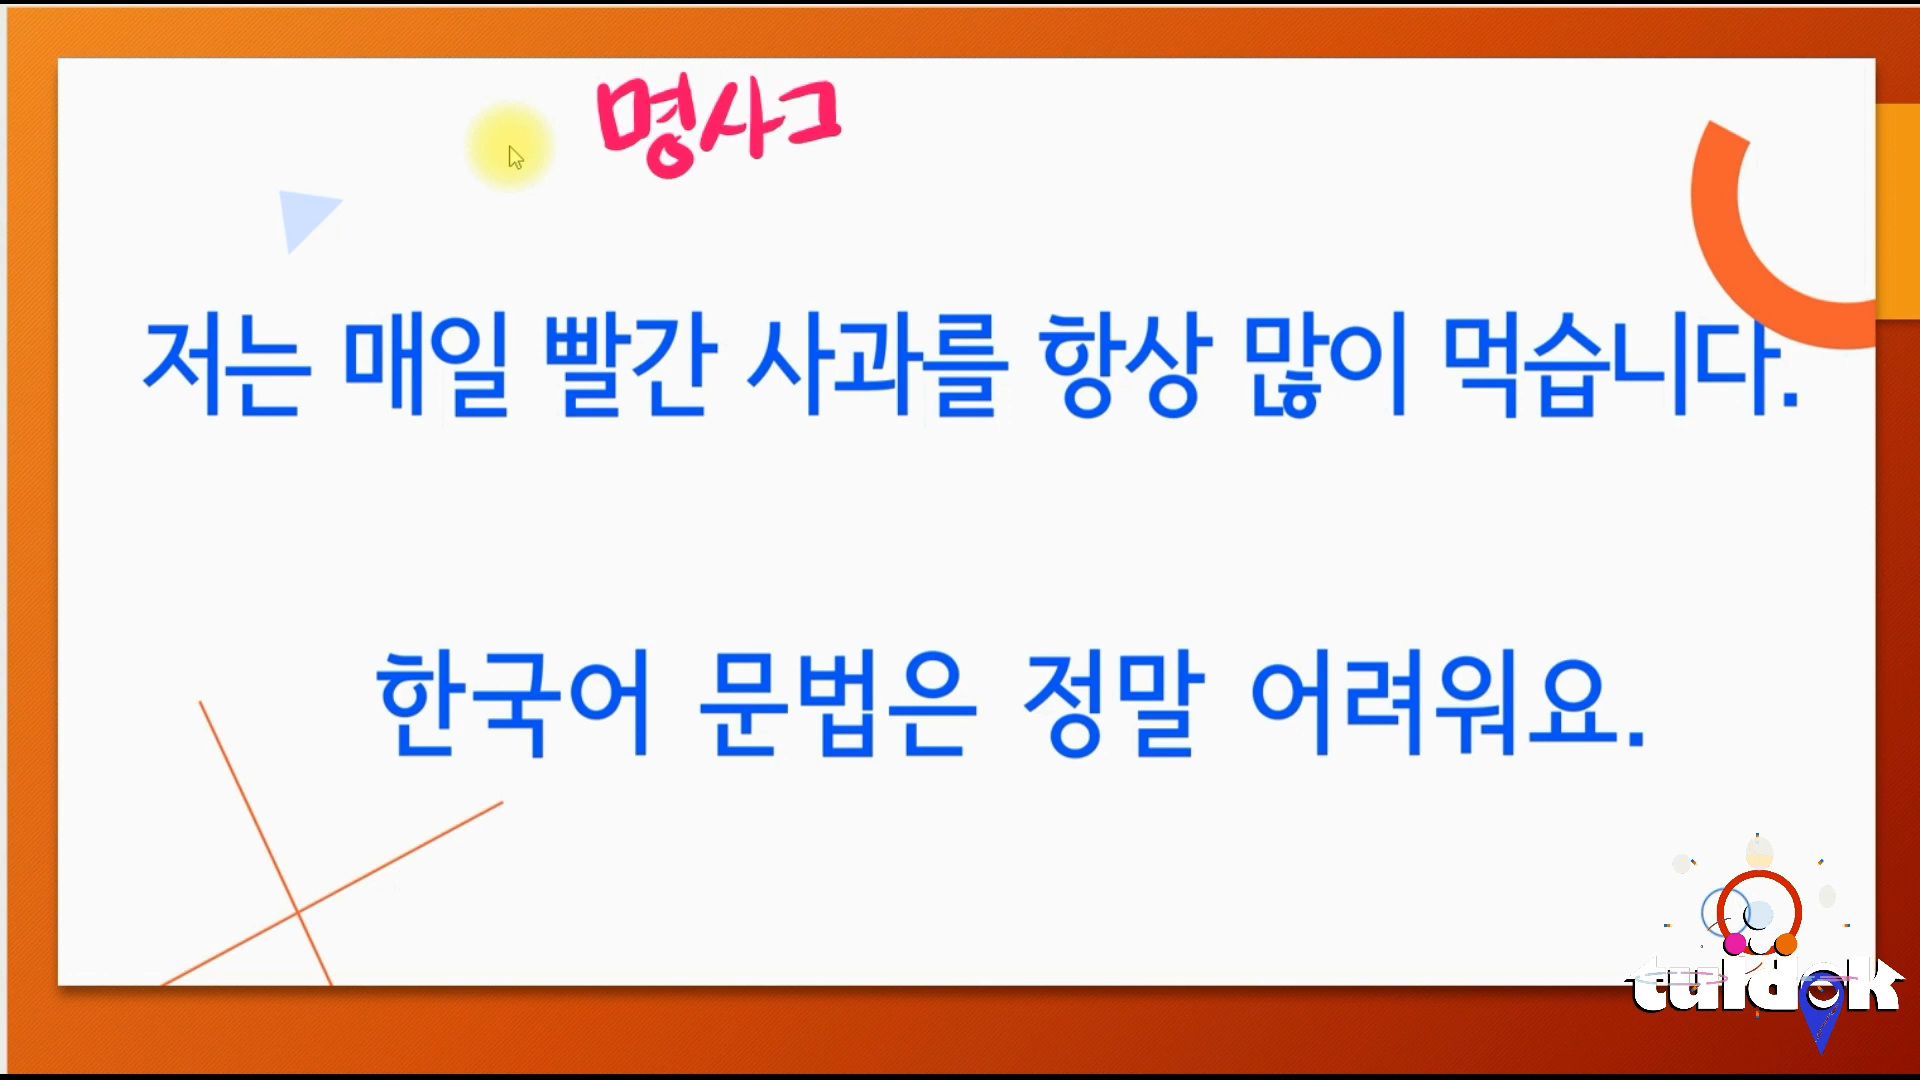 명사그
저는 매일 빨간 사과를 항상 많이 먹습니다.
한국어 문법은 정말 어려워요.